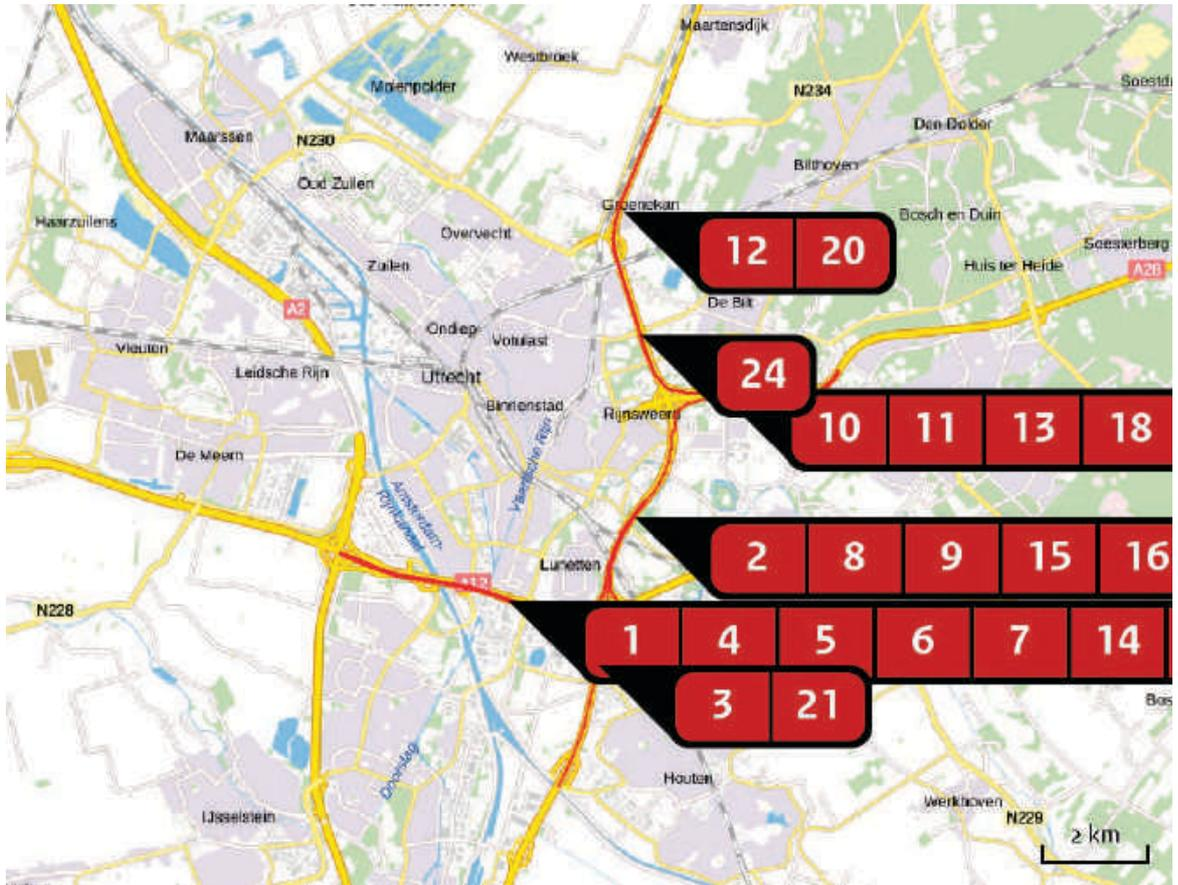 Maartensdijk
Westbroek
Molenpolder
N234
Soestd
Den Dolder
Maarssen
N230
Bilthoven
Oud Zuilen
Groenekan
Haarzuilens
Bosch en Duin
Overvecht
Soesterberg
12 20
Zuilen
Huis ter Heide
A28
De Bilt
A2
Ondiep
Votulast
Vleuten
Leidsche Rijn
Utrecht
24
Binnenstad
Rijnsweerd
10 11 13 18
De Meern
Vaartsche Rijn
Amsterdam-
Rijnkanaal
2 8 9 15 16
Lunetten
A12
N228
1 4 5 6 7 14
3 21
Bos
Doorslag
Houten
Werkhoven
IJsselstein
N229
2 km